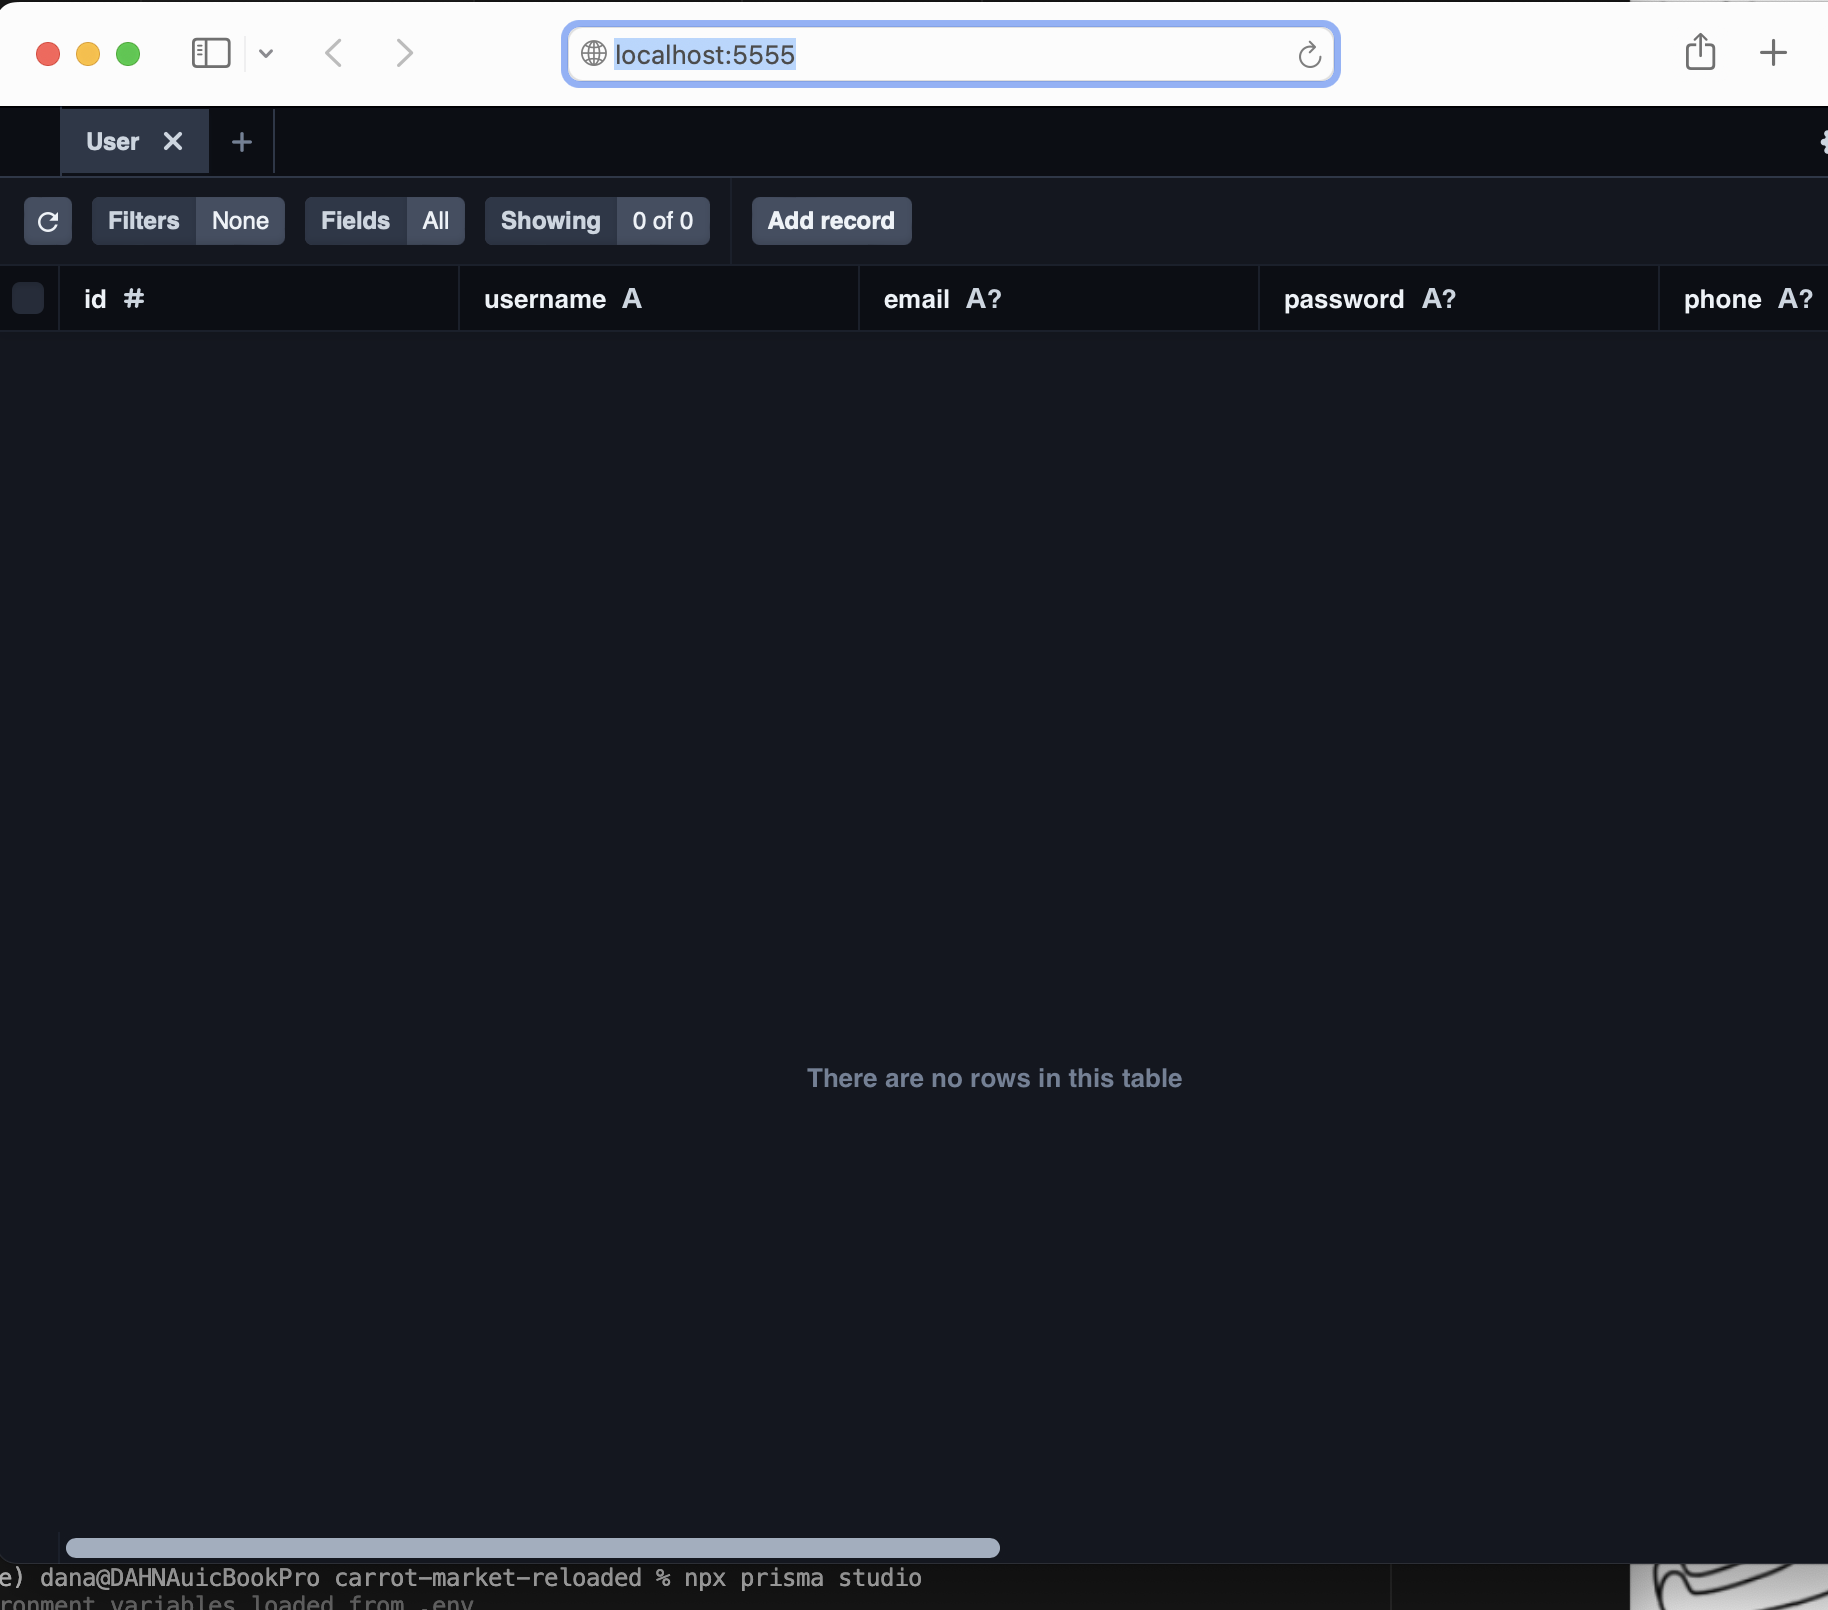 localhost:5555
User
Filters None Fields All Showing 0 of 0 Add record
id # username A email A? password A? phone A?
There are no rows in this table
e) dana@DAHNAuicBookPro carrot-market-reloaded % npx prisma studio
ronment variables loaded from .env